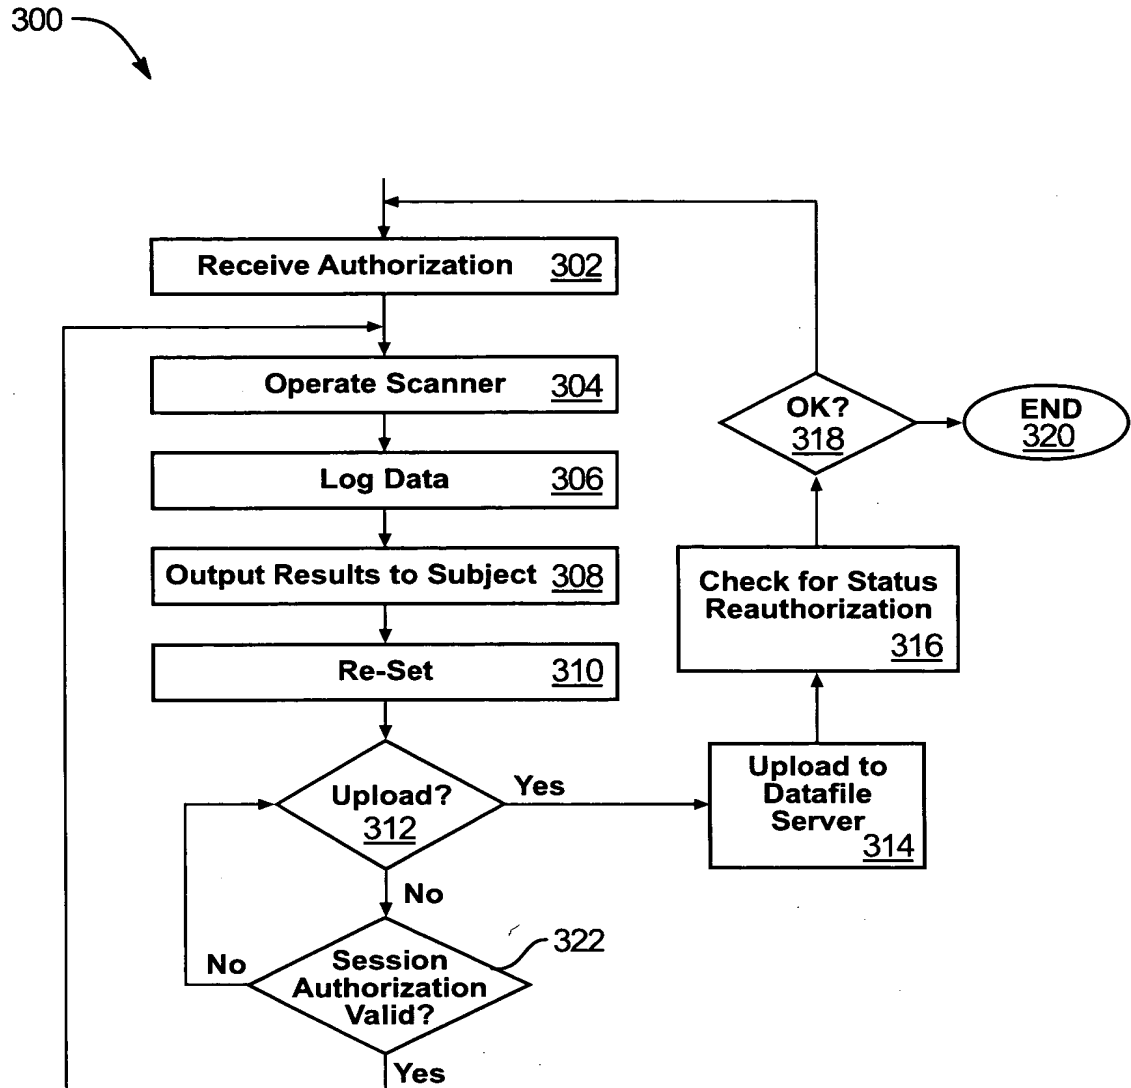 300
Receive Authorization 302
Operate Scanner 304
Log Data 306
Output Results to Subject 308
Re-Set 310
Upload?
312
Yes
No
Session
Authorization
Valid?
322
No
Yes
Upload to
Datafile
Server
314
Check for Status
Reauthorization
316
OK?
318
END
320